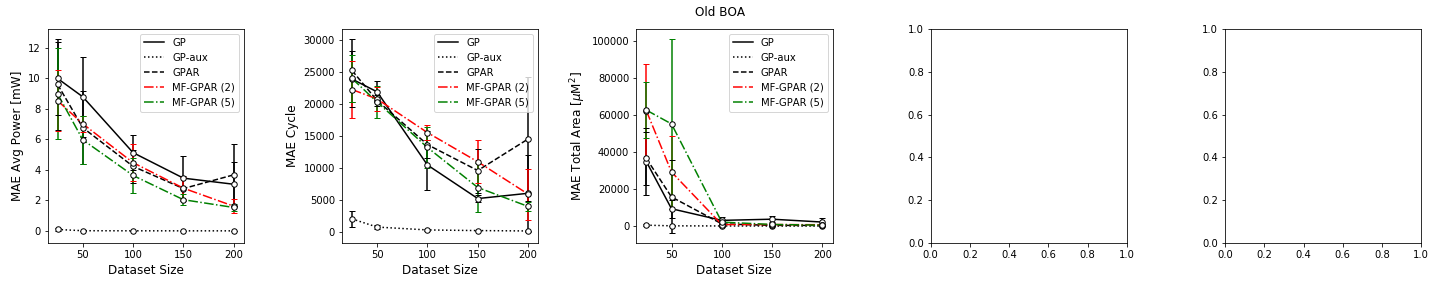 Old BOA
MAE Avg Power [mW]
12
10
8
6
4
2
0
50
100
150
200
Dataset Size
GP
GP-aux
GPAR
MF-GPAR (2)
MF-GPAR (5)
MAE Cycle
30000
25000
20000
15000
10000
5000
0
50
100
150
200
Dataset Size
GP
GP-aux
GPAR
MF-GPAR (2)
MF-GPAR (5)
MAE Total Area [μM²]
100000
80000
60000
40000
20000
0
50
100
150
200
Dataset Size
GP
GP-aux
GPAR
MF-GPAR (2)
MF-GPAR (5)
1.0
0.8
0.6
0.4
0.2
0.0
0.0
0.2
0.4
0.6
0.8
1.0
1.0
0.8
0.6
0.4
0.2
0.0
0.0
0.2
0.4
0.6
0.8
1.0